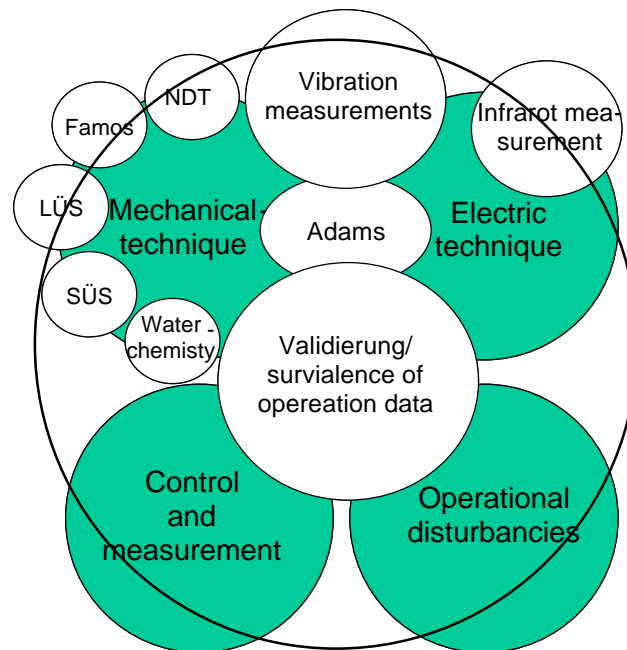 NDT
Vibration
measurements
Infrarot mea-
surement
Famos
LÜS
Mechanical-
technique
Adams
Electric
technique
SÜS
Water -
chemisty
Validierung/
survialence of
opereation data
Control
and
measurement
Operational
disturbancies